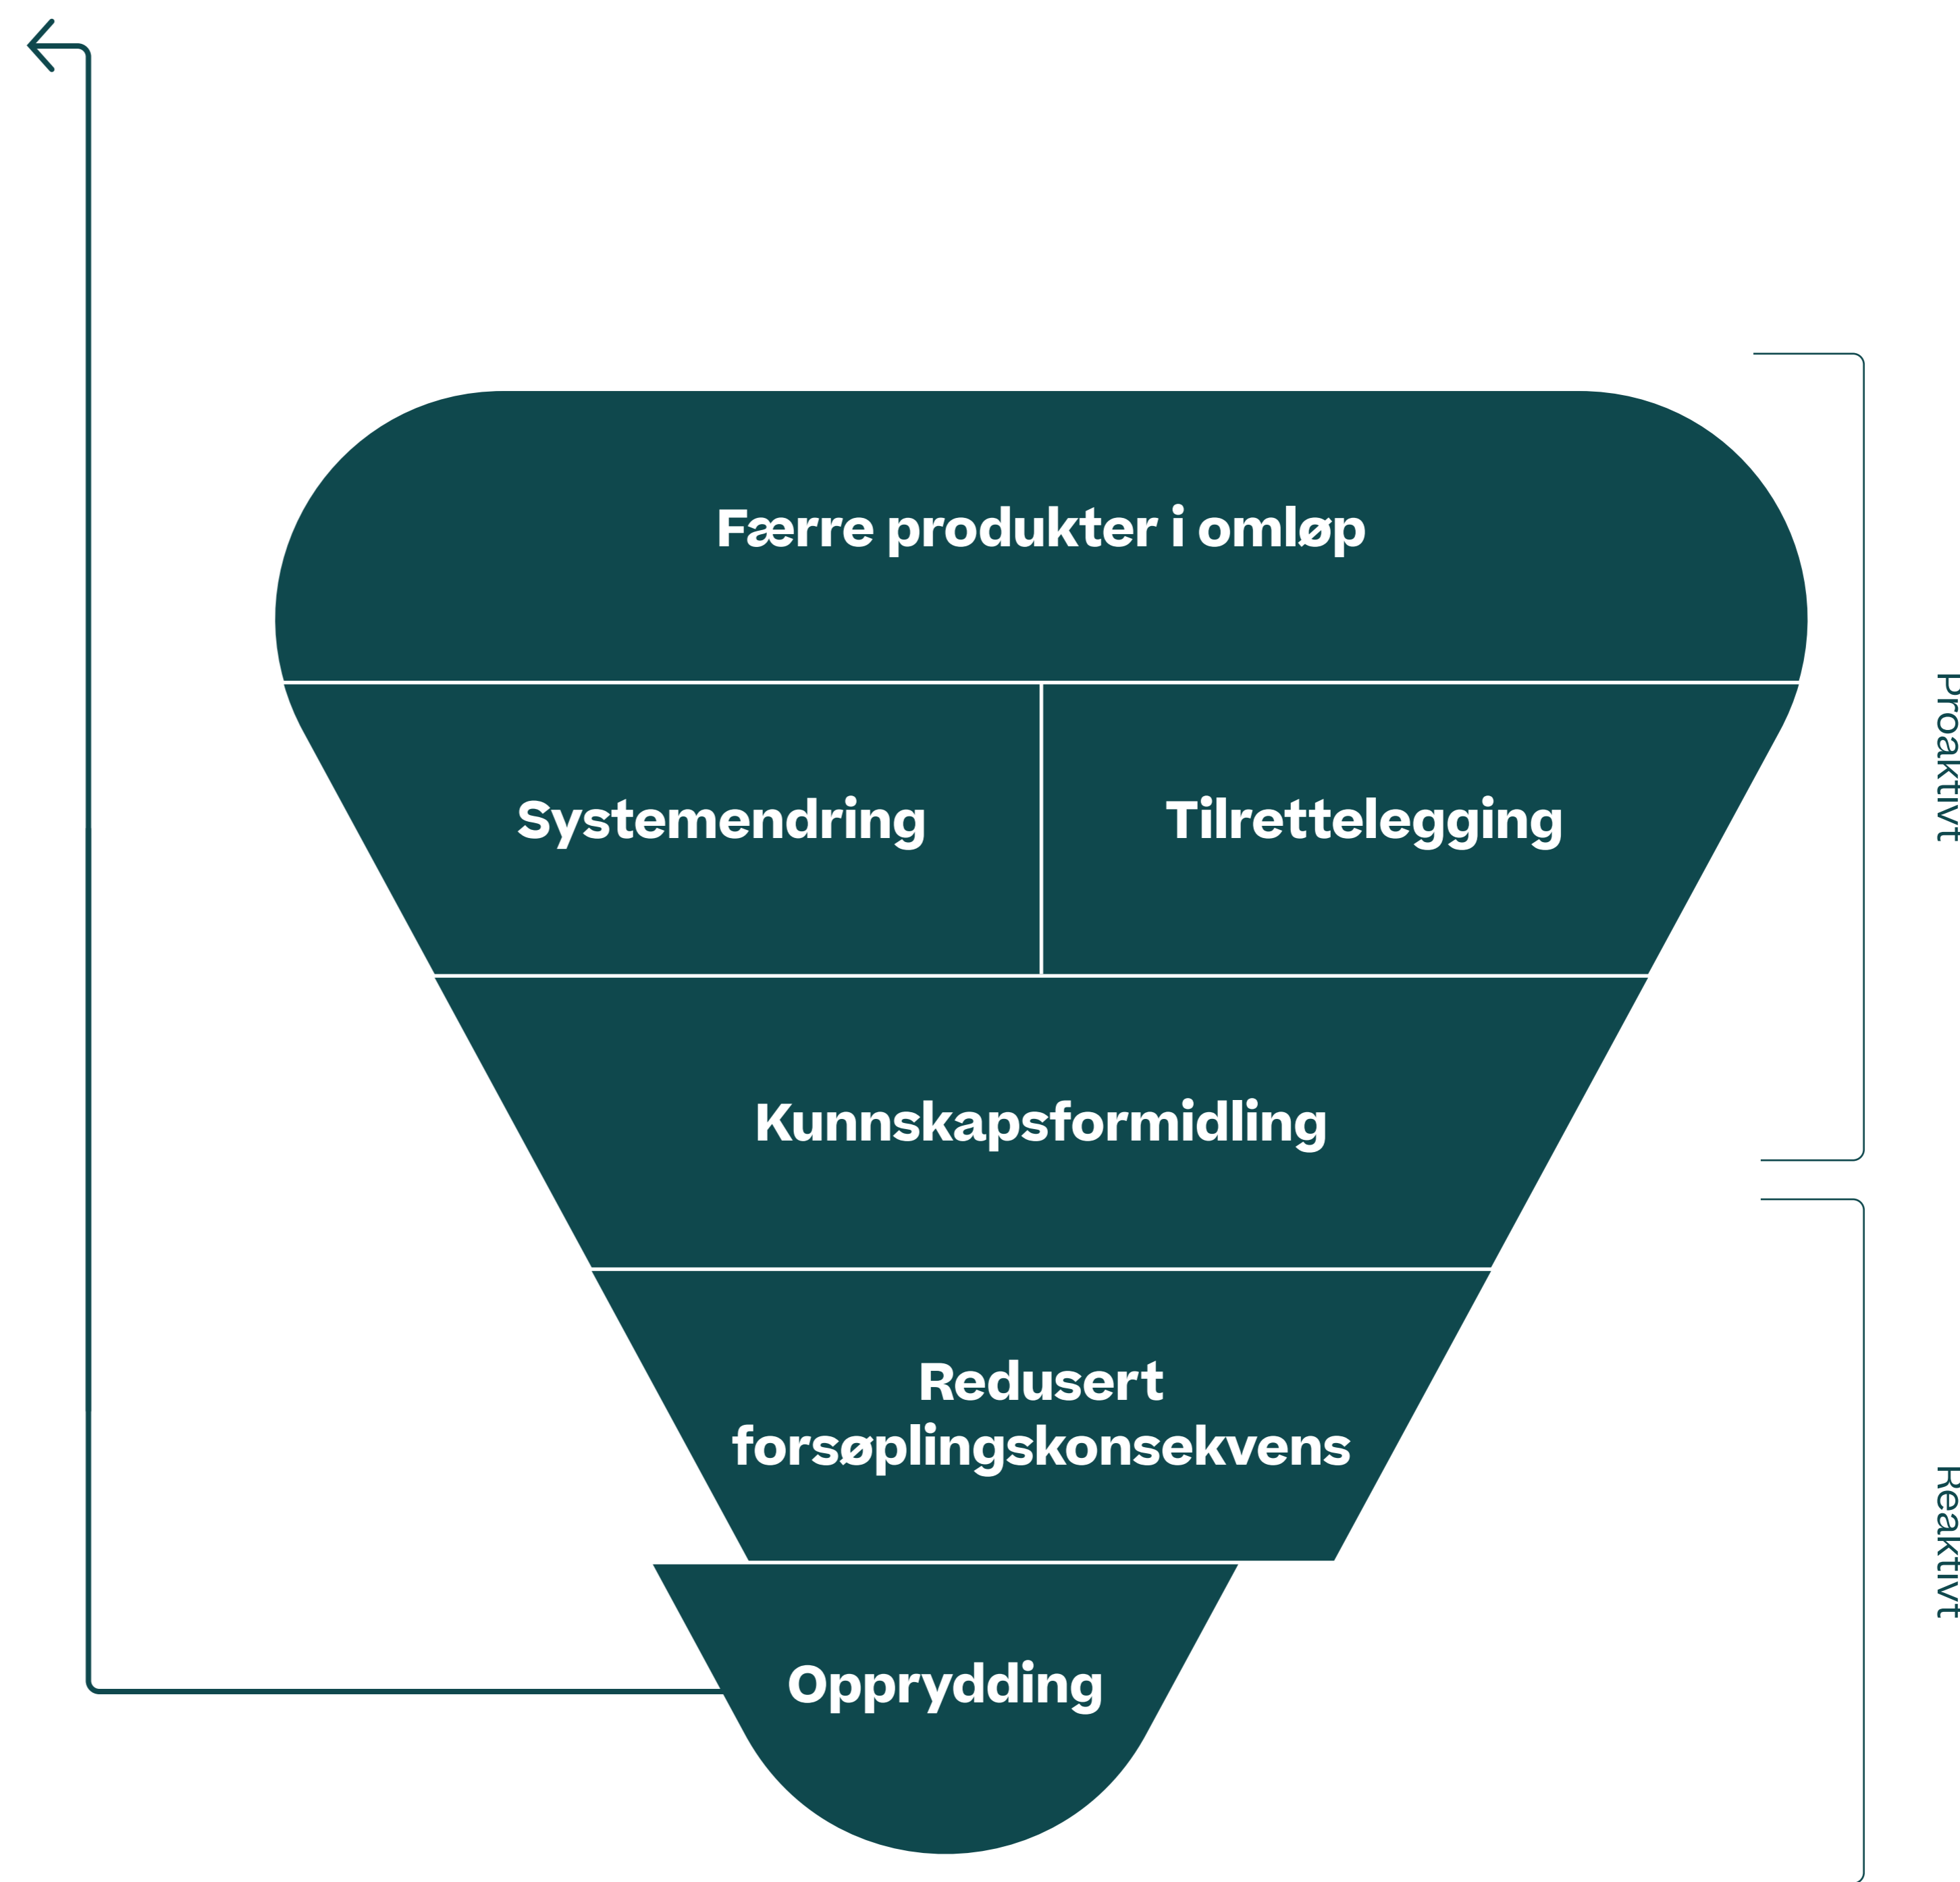 Færre produkter i omløp
Systemendring
Tilrettelegging
Proaktivt
Kunnskapsformidling
Redusert
forsøplingskonsekvens
Reaktivt
Opprydding